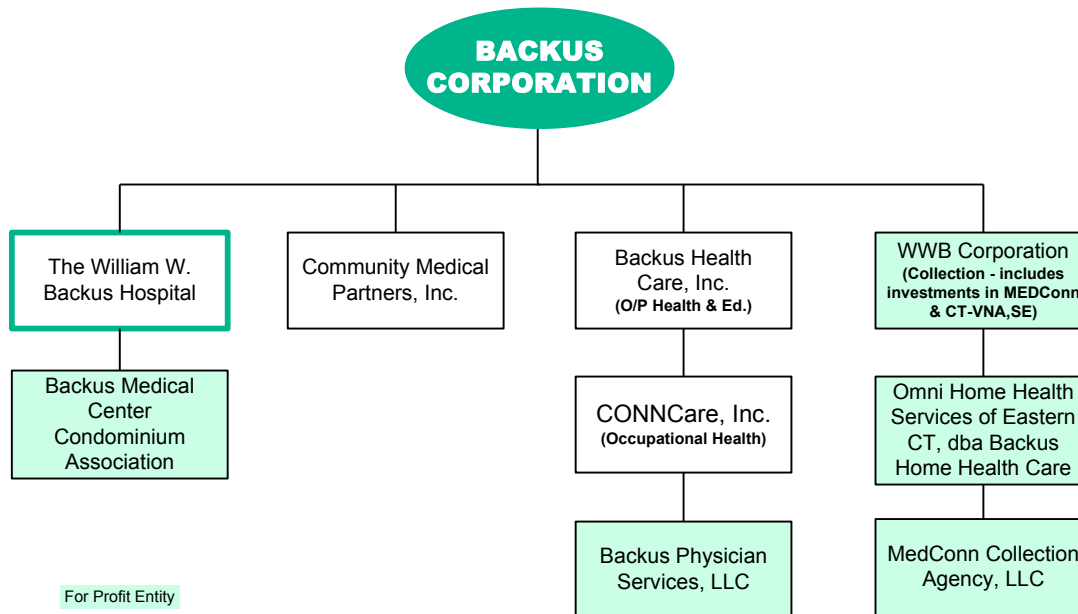 BACKUS
CORPORATION
The William W.
Backus Hospital
Community Medical
Partners, Inc.
Backus Health
Care, Inc.
(O/P Health & Ed.)
WWB Corporation
(Collection - includes
investments in MEDConn
& CT-VNA,SE)
Backus Medical
Center
Condominium
Association
CONNCare, Inc.
(Occupational Health)
Omni Home Health
Services of Eastern
CT, dba Backus
Home Health Care
Backus Physician
Services, LLC
MedConn Collection
Agency, LLC
For Profit Entity